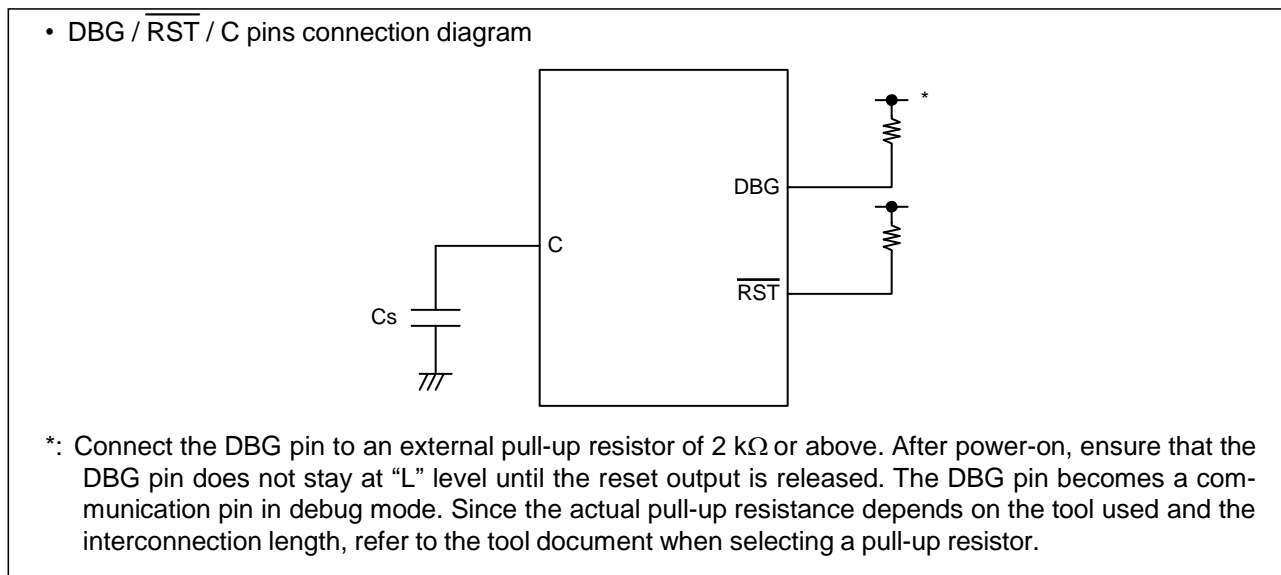 • DBG / R̅S̅T̅ / C pins connection diagram
*
DBG
C
R̅S̅T̅
Cs
*: Connect the DBG pin to an external pull-up resistor of 2 kΩ or above. After power-on, ensure that the
DBG pin does not stay at “L” level until the reset output is released. The DBG pin becomes a com-
munication pin in debug mode. Since the actual pull-up resistance depends on the tool used and the
interconnection length, refer to the tool document when selecting a pull-up resistor.